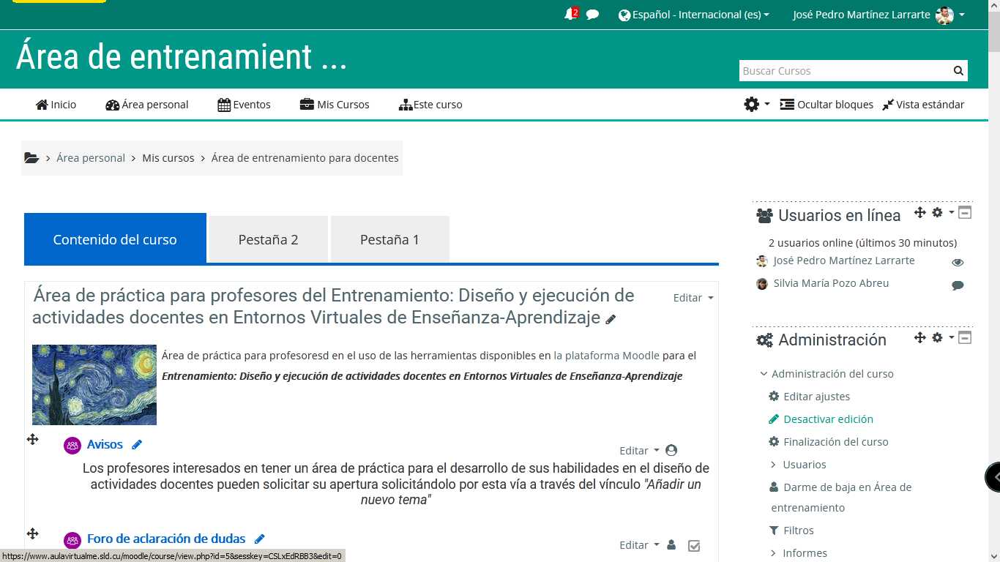 2
Español - Internacional (es)
José Pedro Martínez Larrarte
Área de entrenamient ...
Buscar Cursos
Inicio
Área personal
Eventos
Mis Cursos
Este curso
Ocultar bloques
Vista estándar
Área personal > Mis cursos > Área de entrenamiento para docentes
Contenido del curso
Pestaña 2
Pestaña 1
Área de práctica para profesores del Entrenamiento: Diseño y ejecución de
actividades docentes en Entornos Virtuales de Enseñanza-Aprendizaje
Editar
Área de práctica para profesoresd en el uso de las herramientas disponibles en la plataforma Moodle para el
Entrenamiento: Diseño y ejecución de actividades docentes en Entornos Virtuales de Enseñanza-Aprendizaje
Avisos
Editar
Los profesores interesados en tener un área de práctica para el desarrollo de sus habilidades en el diseño de
actividades docentes pueden solicitar su apertura solicitándolo por esta vía a través del vínculo "Añadir un
nuevo tema"
Foro de aclaración de dudas
Editar
Usuarios en línea
2 usuarios online (últimos 30 minutos)
José Pedro Martínez Larrarte
Silvia María Pozo Abreu
Administración
Administración del curso
Editar ajustes
Desactivar edición
Finalización del curso
Usuarios
Darme de baja en Área de
entrenamiento
Filtros
Informes
https://www.aulavirtualme.sld.cu/moodle/course/view.php?id=5&sesskey=CSLxEdRBB3&edit=0